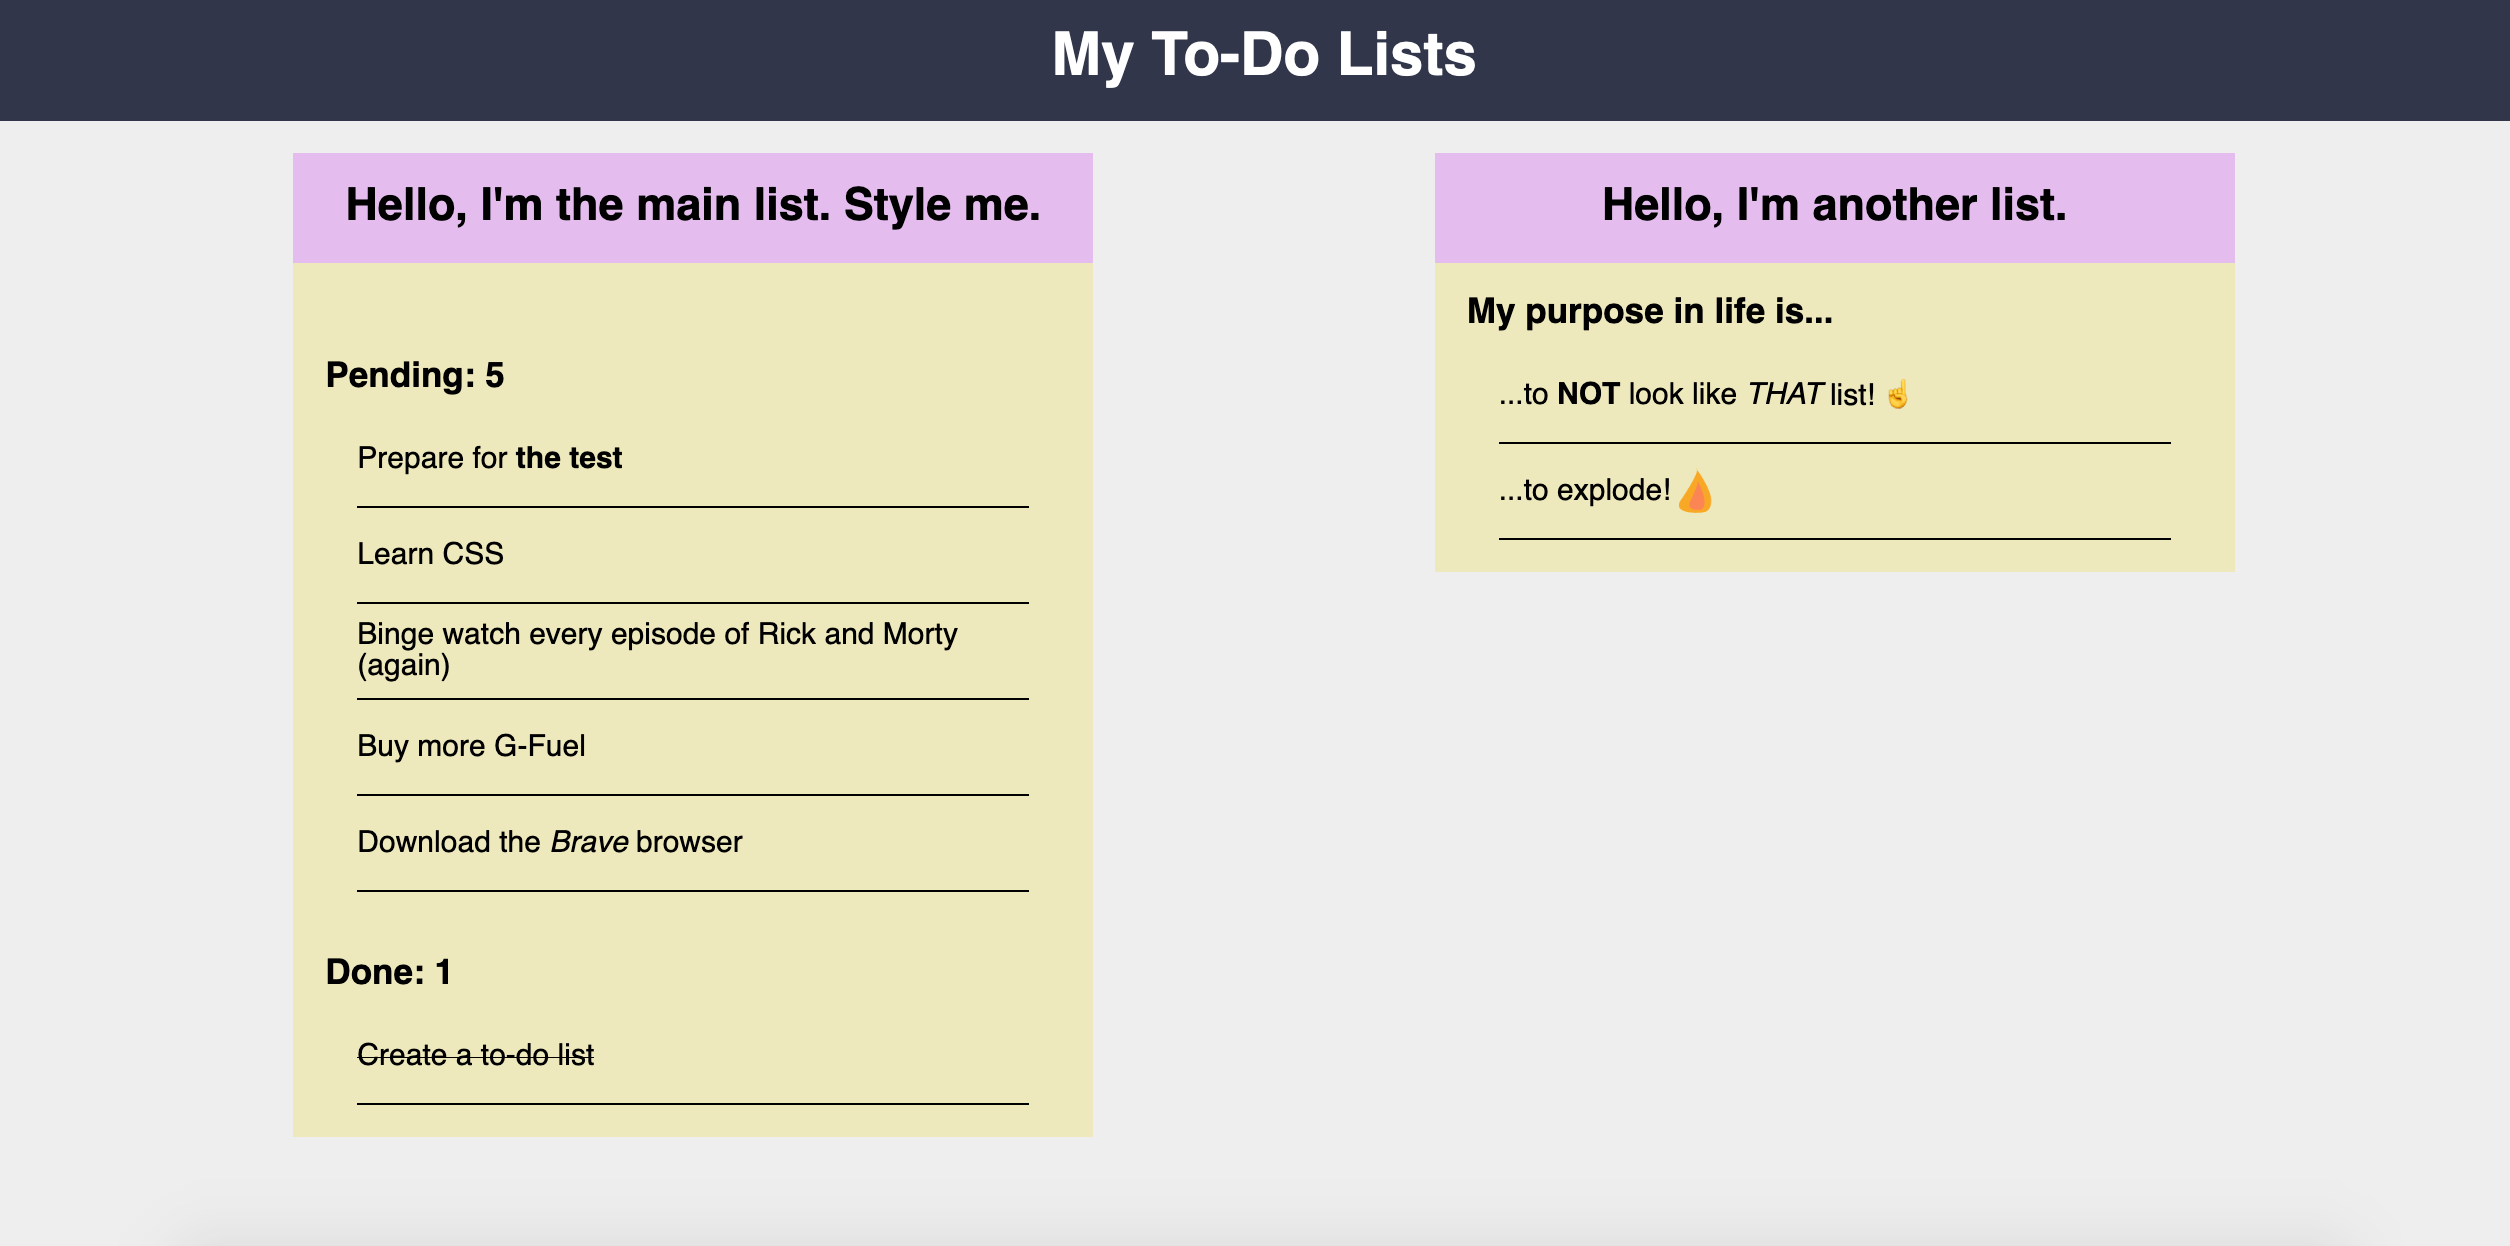 My To-Do Lists
Hello, I'm the main list. Style me.
Pending: 5
Prepare for the test
Learn CSS
Binge watch every episode of Rick and Morty
(again)
Buy more G-Fuel
Download the Brave browser
Done: 1
Create a to-do list
Hello, I'm another list.
My purpose in life is...
...to NOT look like THAT list! ☝️
...to explode!